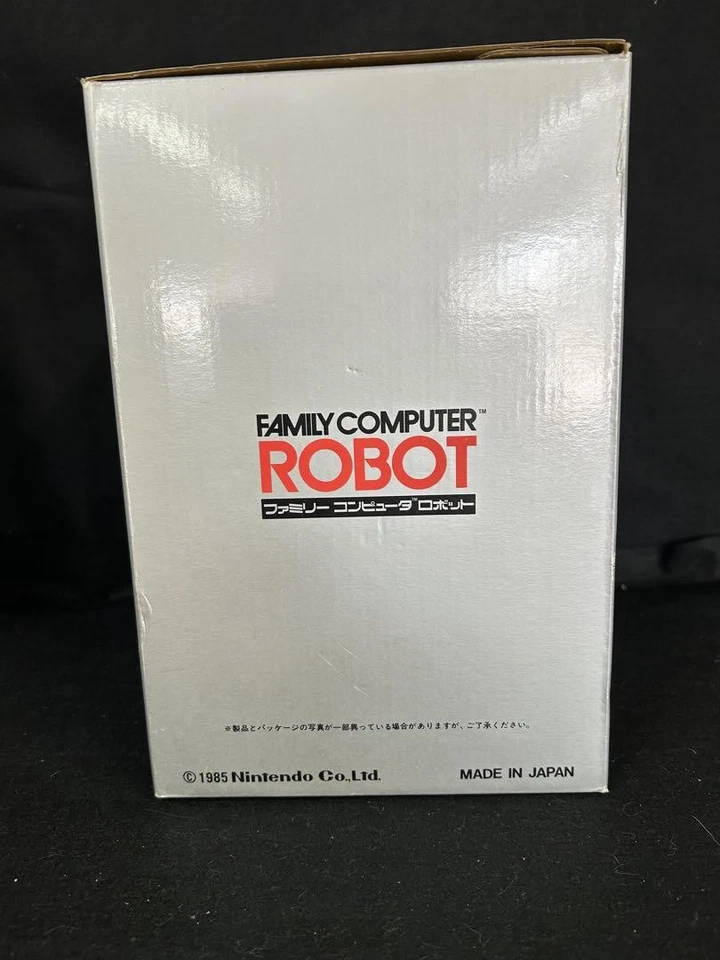 FAMILY COMPUTER™
ROBOT
ファミリー コンピュータ™ ロボット
※製品とパッケージの写真が一部異っている場合がありますが、ご了承ください。
©1985 Nintendo Co.,Ltd.
MADE IN JAPAN